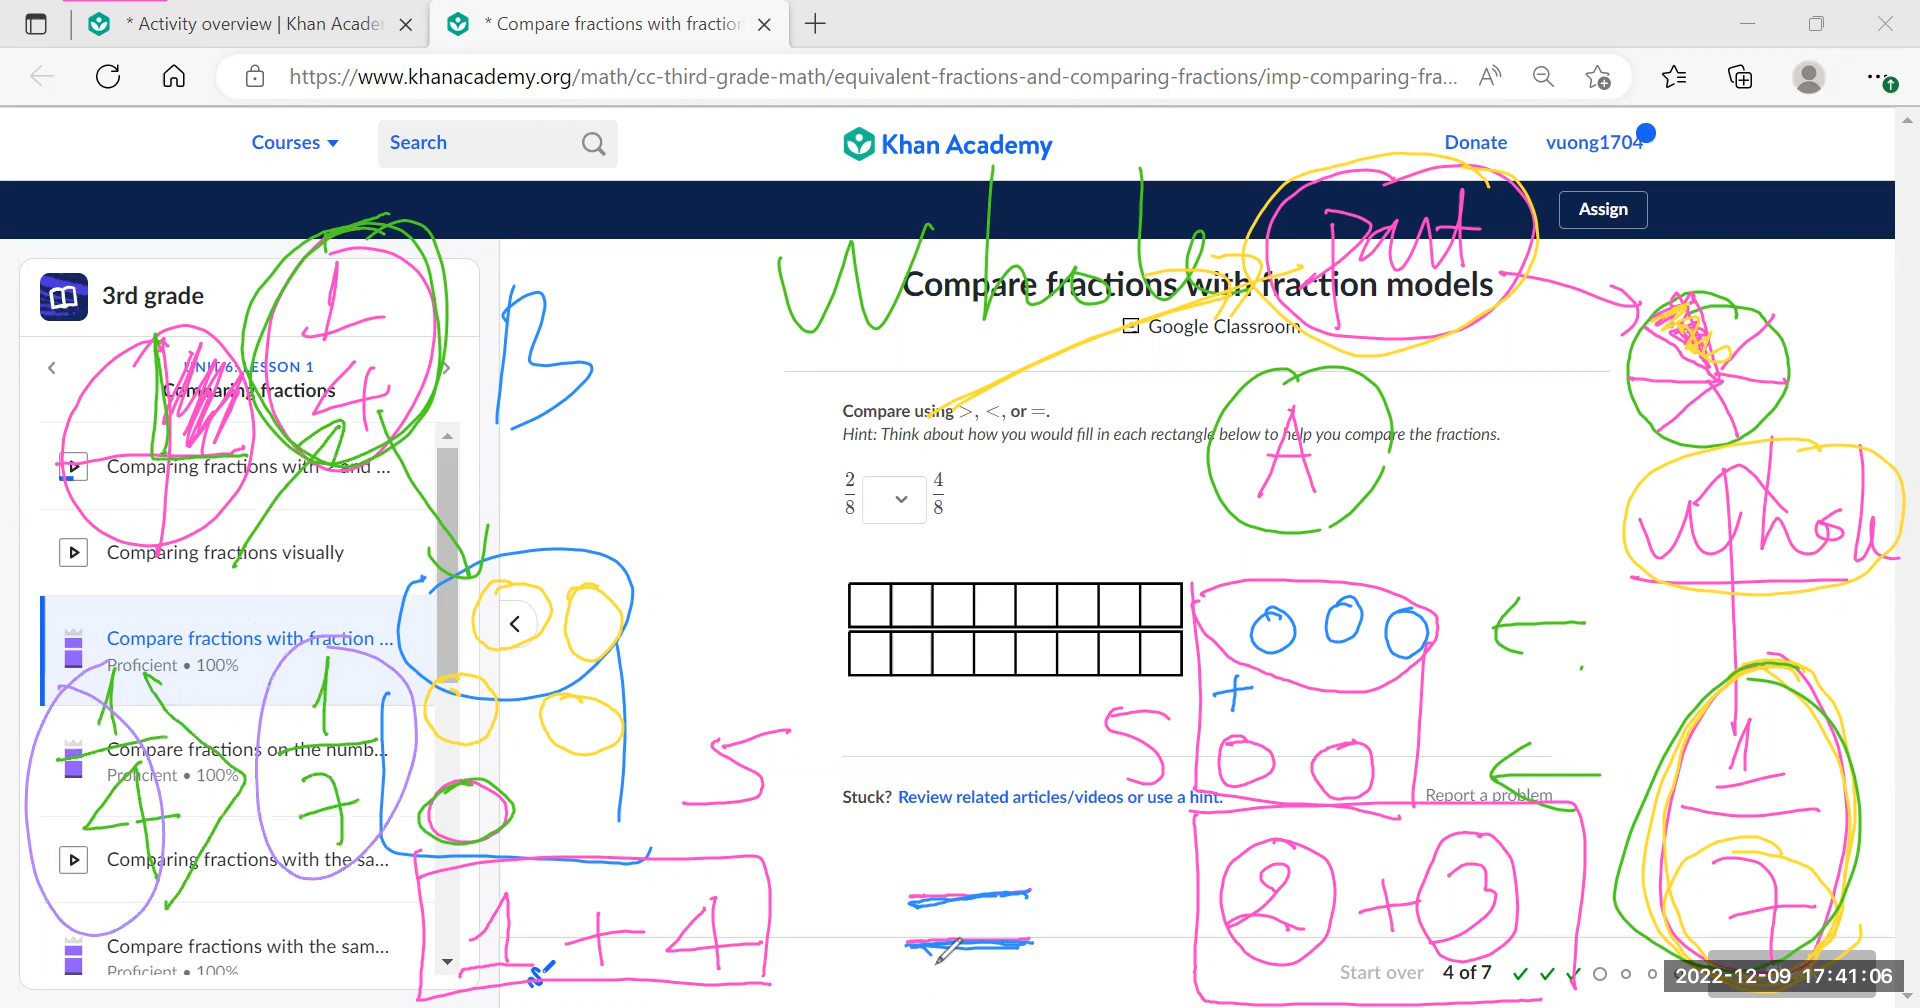 * Activity overview | Khan Acade
* Compare fractions with fraction
https://www.khanacademy.org/math/cc-third-grade-math/equivalent-fractions-and-comparing-fractions/imp-comparing-fra...
Courses
Search
Khan Academy
Donate
vuong1704
Assign
Whole
part
3rd grade
UNIT 6: LESSON 1
Comparing fractions
1
4
B
Compare fractions with fraction models
Google Classroom
Compare using >, <, or =.
Hint: Think about how you would fill in each rectangle below to help you compare the fractions.
2/8
4/8
A
whole
Comparing fractions with > and ...
Comparing fractions visually
Compare fractions with fraction ...
Proficient • 100%
Compare fractions on the numb...
Proficient • 100%
1
4
>
1
7
Comparing fractions with the sa...
Compare fractions with the sam...
Proficient • 100%
5
5
+
1
7
Stuck? Review related articles/videos or use a hint.
Report a problem
1 + 4
=
2 + 3
Start over
4 of 7
2022-12-09 17:41:06